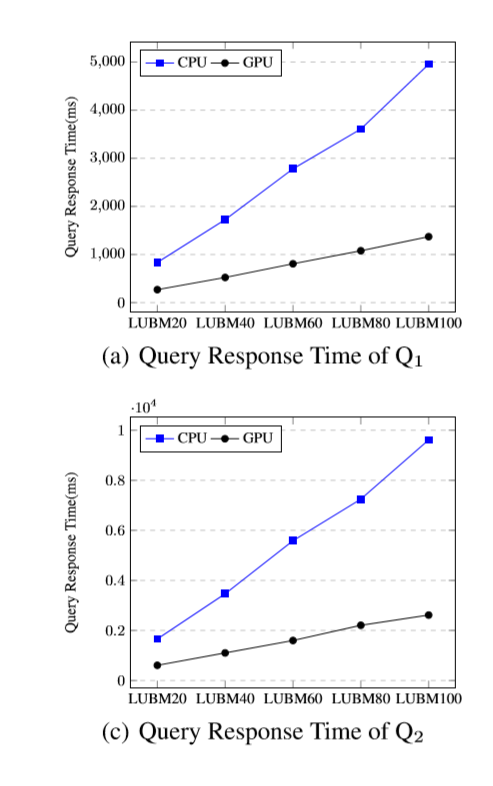 5,000
CPU GPU
4,000
3,000
2,000
1,000
0
Query Response Time(ms)
LUBM20 LUBM40 LUBM60 LUBM80 LUBM100
(a) Query Response Time of Q₁
·10⁴
1
CPU GPU
0.8
0.6
0.4
0.2
0
Query Response Time(ms)
LUBM20 LUBM40 LUBM60 LUBM80 LUBM100
(c) Query Response Time of Q₂